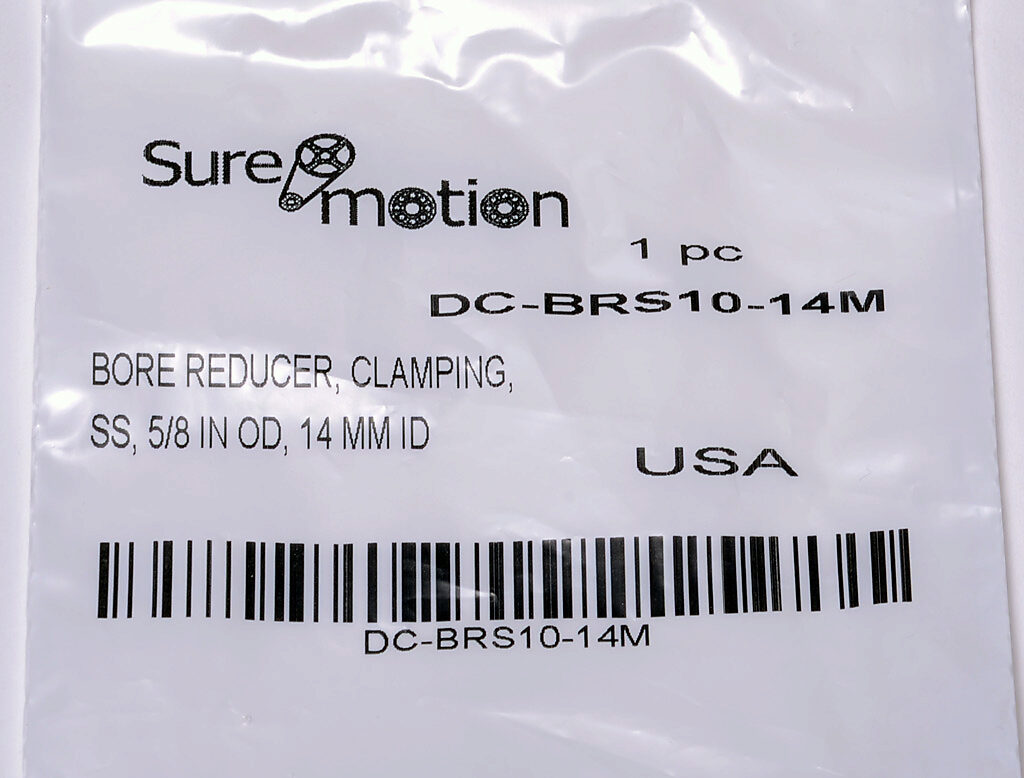 Sure motion
1 pc
DC-BRS10-14M
BORE REDUCER, CLAMPING,
SS, 5/8 IN OD, 14 MM ID
USA
DC-BRS10-14M